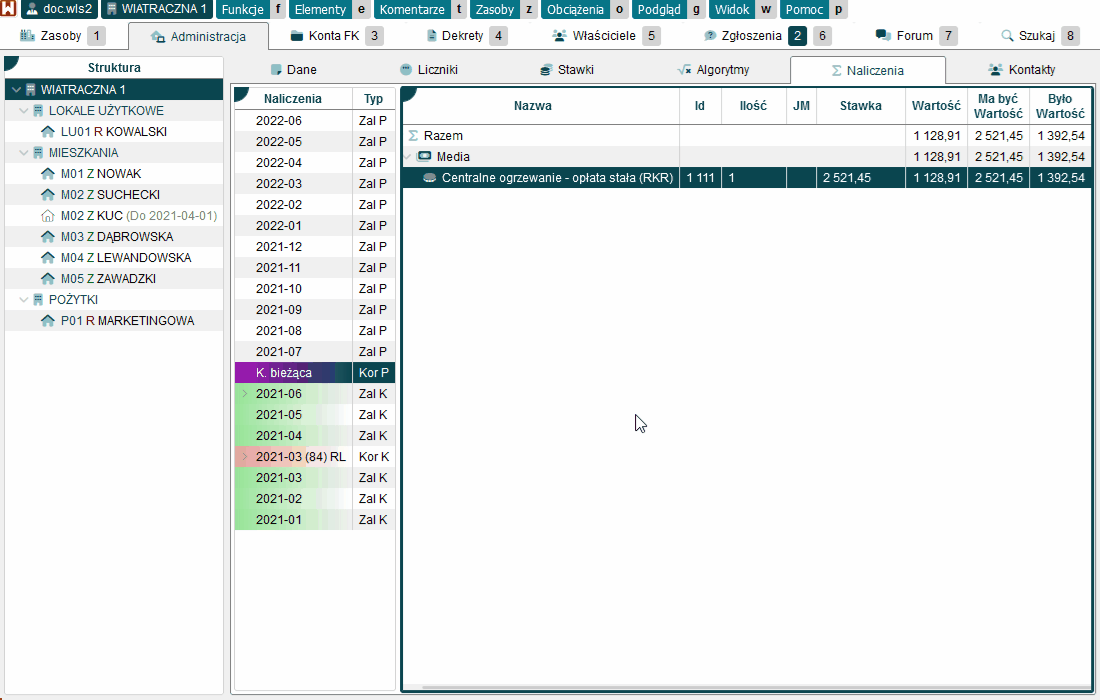 doc.wls2 WIATRACZNA 1 Funkcje f Elementy e Komentarze t Zasoby z Obciążenia o Podgląd g Widok w Pomoc p
Zasoby 1 Administracja Konta FK 3 Dekrety 4 Właściciele 5 Zgłoszenia 2 6 Forum 7 Szukaj 8
Struktura
WIATRACZNA 1
LOKALE UŻYTKOWE
LU01 R KOWALSKI
MIESZKANIA
M01 Z NOWAK
M02 Z SUCHECKI
M02 Z KUC (Do 2021-04-01)
M03 Z DĄBROWSKA
M04 Z LEWANDOWSKA
M05 Z ZAWADZKI
POŻYTKI
P01 R MARKETINGOWA
Dane Liczniki Stawki Algorytmy Naliczenia Kontakty
Naliczenia Typ
2022-06 Zal P
2022-05 Zal P
2022-04 Zal P
2022-03 Zal P
2022-02 Zal P
2022-01 Zal P
2021-12 Zal P
2021-11 Zal P
2021-10 Zal P
2021-09 Zal P
2021-08 Zal P
2021-07 Zal P
K. bieżąca Kor P
2021-06 Zal K
2021-05 Zal K
2021-04 Zal K
2021-03 (84) RL Kor K
2021-03 Zal K
2021-02 Zal K
2021-01 Zal K
Nazwa Id Ilość JM Stawka Wartość Ma być Wartość Było Wartość
Razem 1 128,91 2 521,45 1 392,54
Media 1 128,91 2 521,45 1 392,54
Centralne ogrzewanie - opłata stała (RKR) 1 111 1 2 521,45 1 128,91 2 521,45 1 392,54